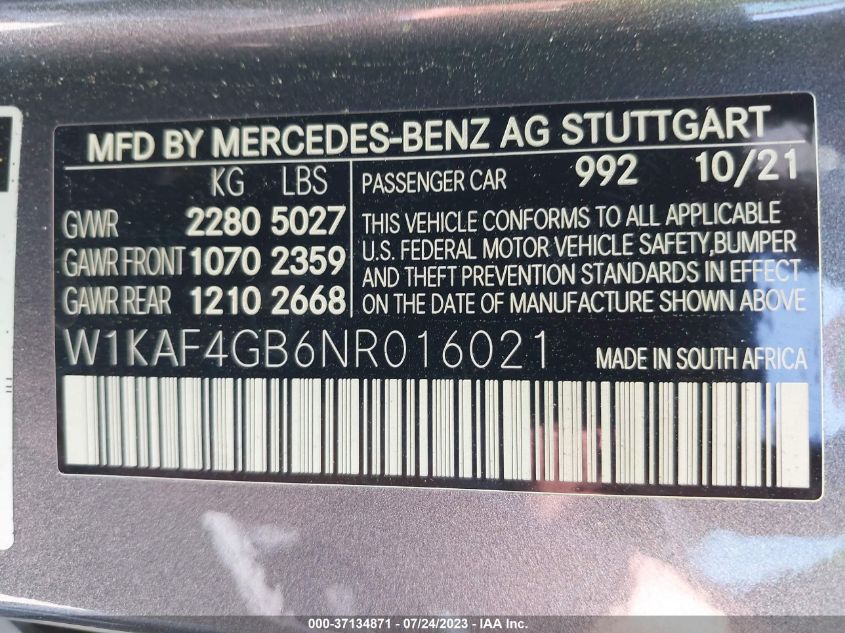 MFD BY MERCEDES-BENZ AG STUTTGART
KG LBS
GVWR 2280 5027
GAWR FRONT 1070 2359
GAWR REAR 1210 2668
PASSENGER CAR 992 10/21
THIS VEHICLE CONFORMS TO ALL APPLICABLE
U.S. FEDERAL MOTOR VEHICLE SAFETY,BUMPER
AND THEFT PREVENTION STANDARDS IN EFFECT
ON THE DATE OF MANUFACTURE SHOWN ABOVE
W1KAF4GB6NR016021 MADE IN SOUTH AFRICA
000-37134871 - 07/24/2023 - IAA Inc.